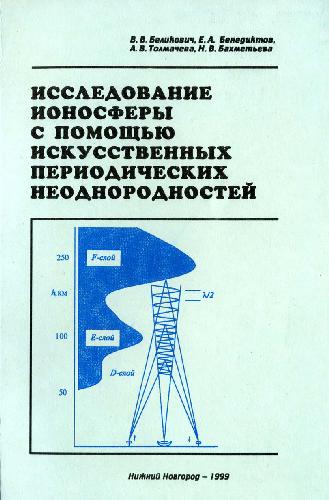 В. В. Беликович, Е. А. Бенедиктов,
А. В. Толмачева, Н. В. Бахметьева
ИССЛЕДОВАНИЕ
ИОНОСФЕРЫ
С ПОМОЩЬЮ
ИСКУССТВЕННЫХ
ПЕРИОДИЧЕСКИХ
НЕОДНОРОДНОСТЕЙ
250
F-слой
h,км
λ/2
100
E-слой
D-слой
50
Нижний Новгород – 1999